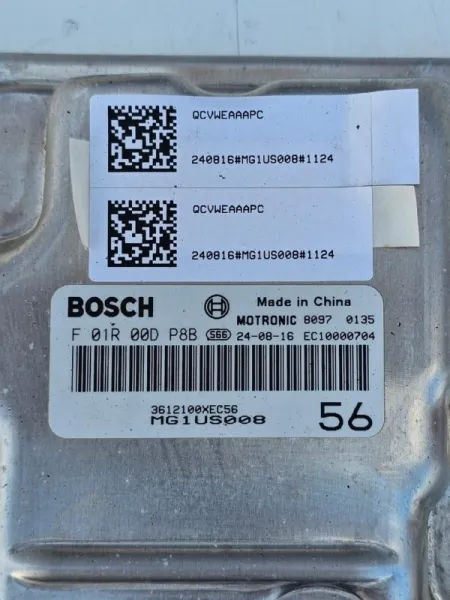 QCVWEAAAPC
240816#MG1US008#1124
QCVWEAAAPC
240816#MG1US008#1124
BOSCH Made in China
MOTRONIC 8097 0135
F 01R 00D P8B S66 24-08-16 EC10000704
3612100XEC56
MG1US008 56